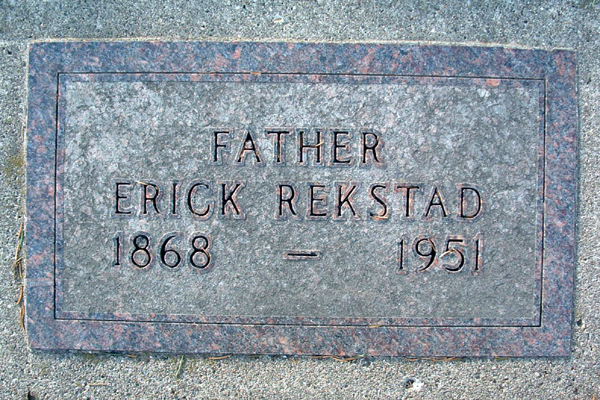 FATHER
ERICK REKSTAD
1868 – 1951